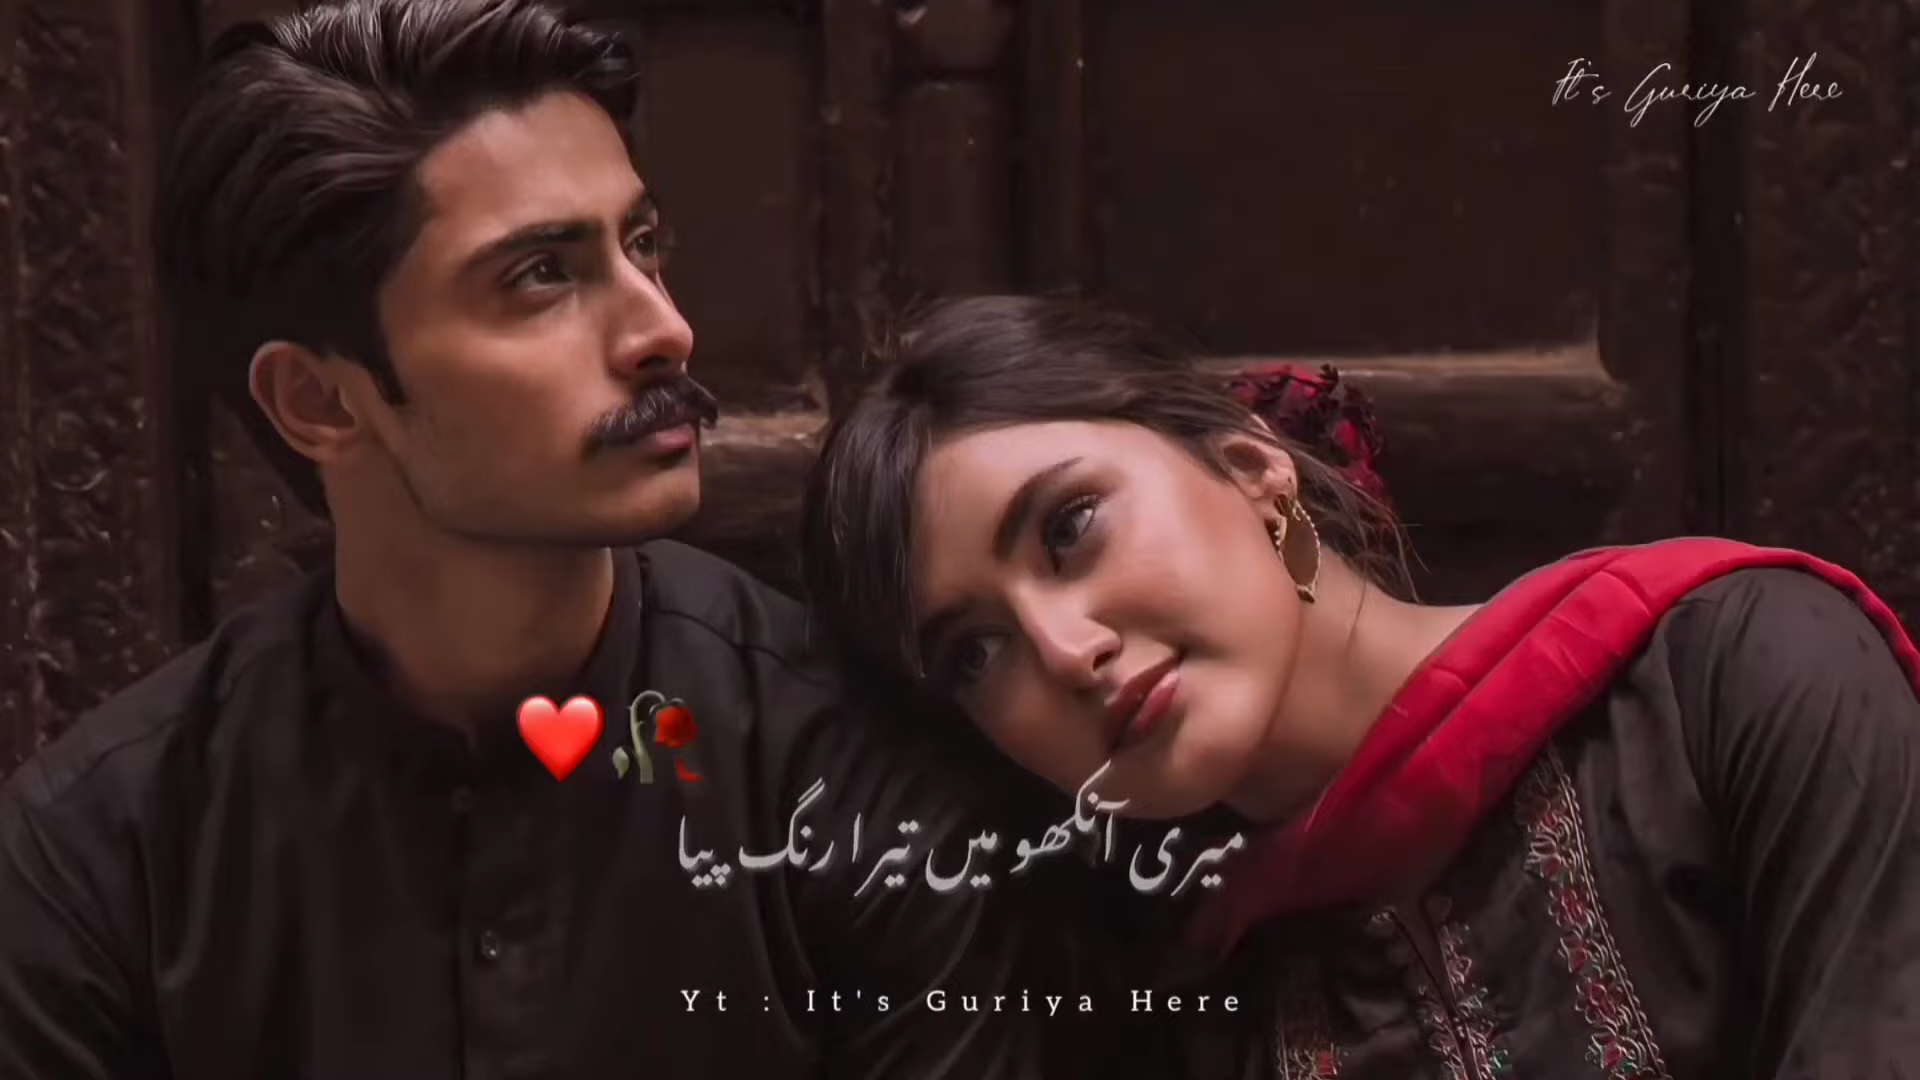 It's Guriya Here
❤️🥀
میری آنکھو میں تیرا رنگ پیا
Yt : It's Guriya Here